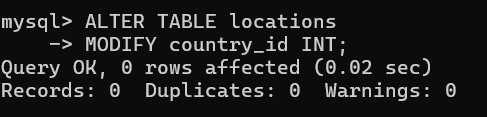 mysql> ALTER TABLE locations
    -> MODIFY country_id INT;
Query OK, 0 rows affected (0.02 sec)
Records: 0  Duplicates: 0  Warnings: 0